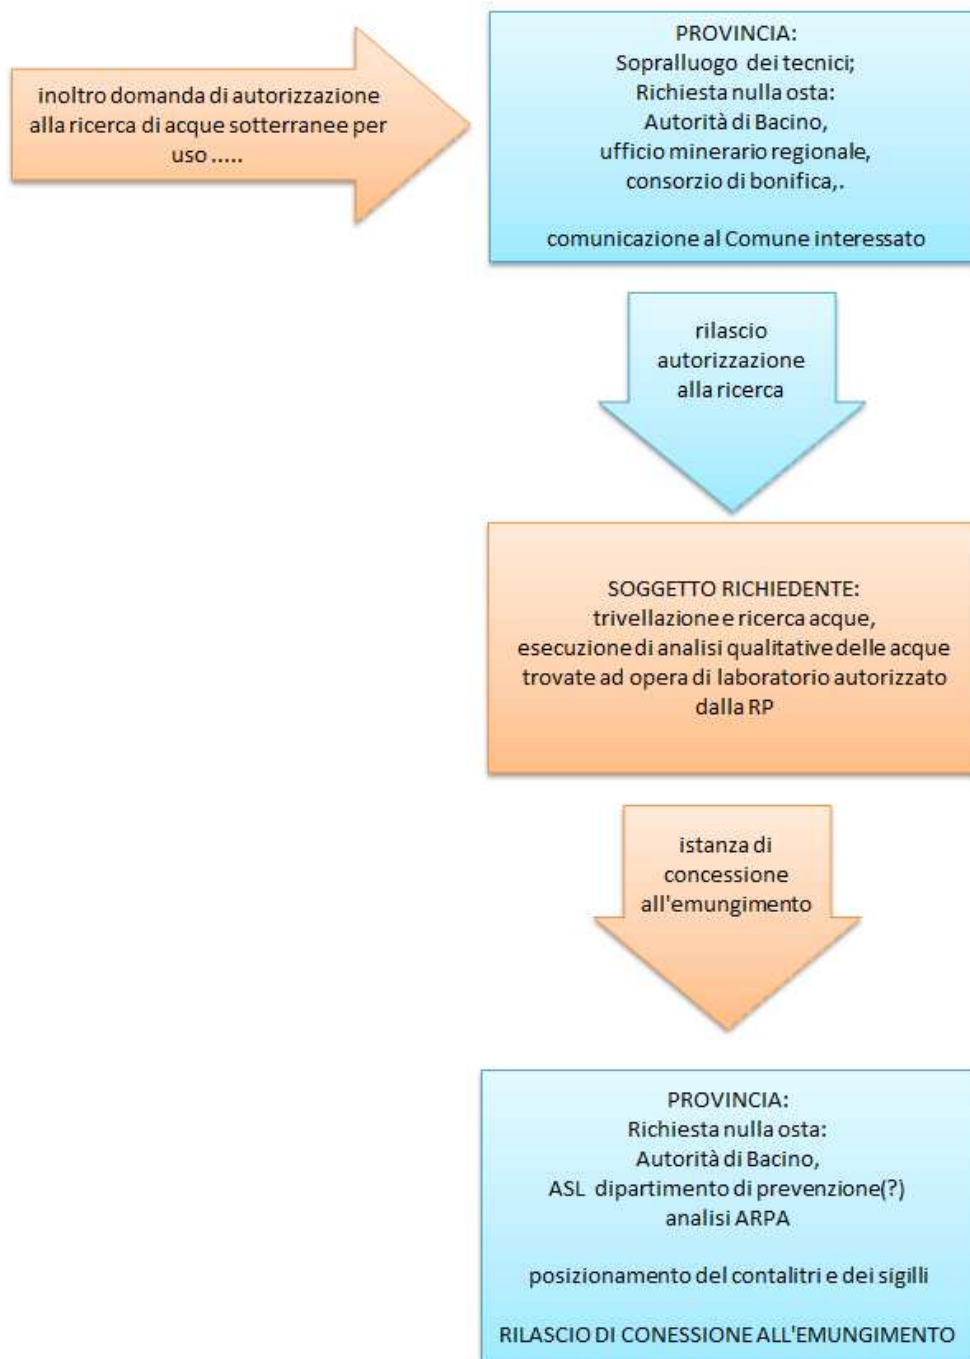 inoltro domanda di autorizzazione
alla ricerca di acque sotterranee per
uso .....
PROVINCIA:
Sopralluogo dei tecnici;
Richiesta nulla osta:
Autorità di Bacino,
ufficio minerario regionale,
consorzio di bonifica,.
comunicazione al Comune interessato
rilascio
autorizzazione
alla ricerca
SOGGETTO RICHIEDENTE:
trivellazione e ricerca acque,
esecuzione di analisi qualitative delle acque
trovate ad opera di laboratorio autorizzato
dalla RP
istanza di
concessione
all'emungimento
PROVINCIA:
Richiesta nulla osta:
Autorità di Bacino,
ASL dipartimento di prevenzione(?)
analisi ARPA
posizionamento del contalitri e dei sigilli
RILASCIO DI CONESSIONE ALL'EMUNGIMENTO